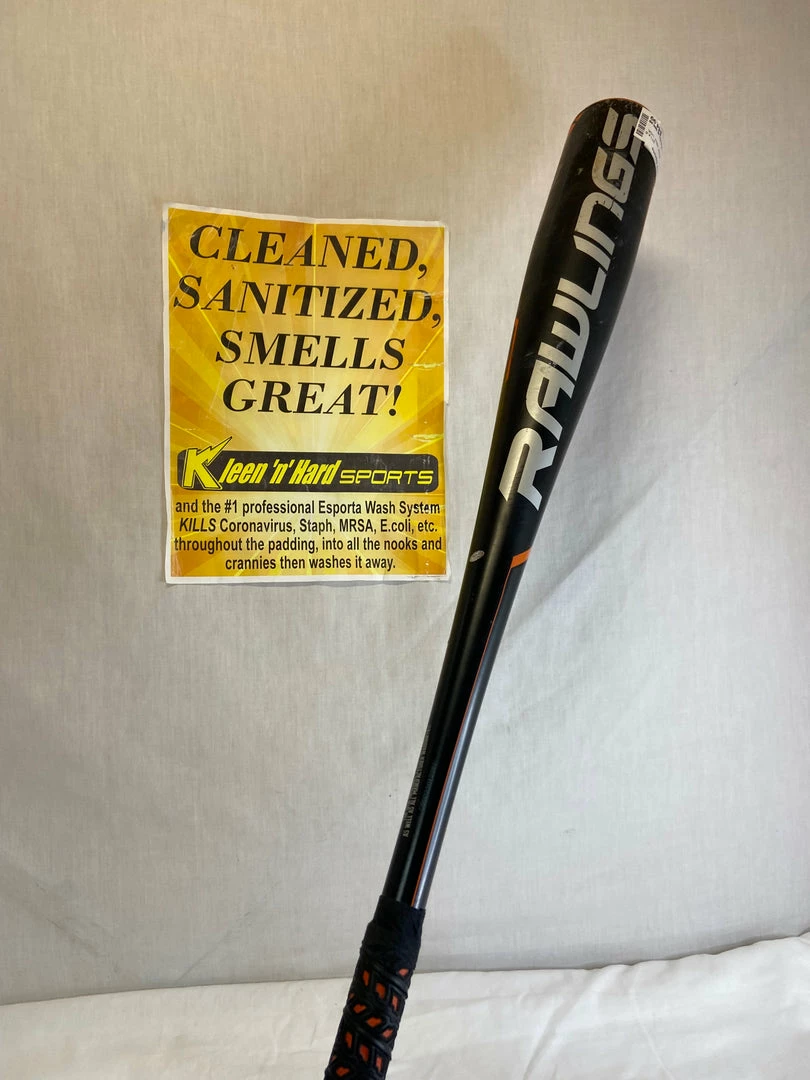 CLEANED,
SANITIZED,
SMELLS
GREAT!
Kleen 'n' Hard SPORTS
and the #1 professional Esporta Wash System
KILLS Coronavirus, Staph, MRSA, E.coli, etc.
throughout the padding, into all the nooks and
crannies then washes it away.
RAWLINGS